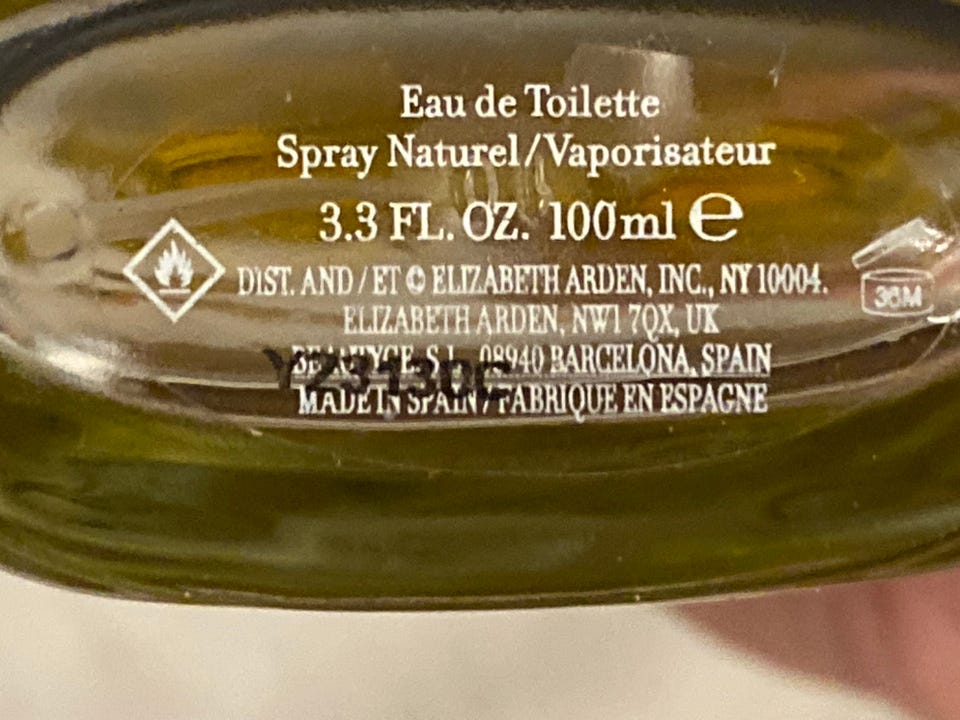 Eau de Toilette
Spray Naturel/Vaporisateur
3.3 FL. OZ. 100ml e
DIST. AND / ET © ELIZABETH ARDEN, INC., NY 10004.
36M
ELIZABETH ARDEN, NW1 7QX, UK
S.L., 08940 BARCELONA, SPAIN
Y23130C
MADE IN SPAIN / FABRIQUE EN ESPAGNE